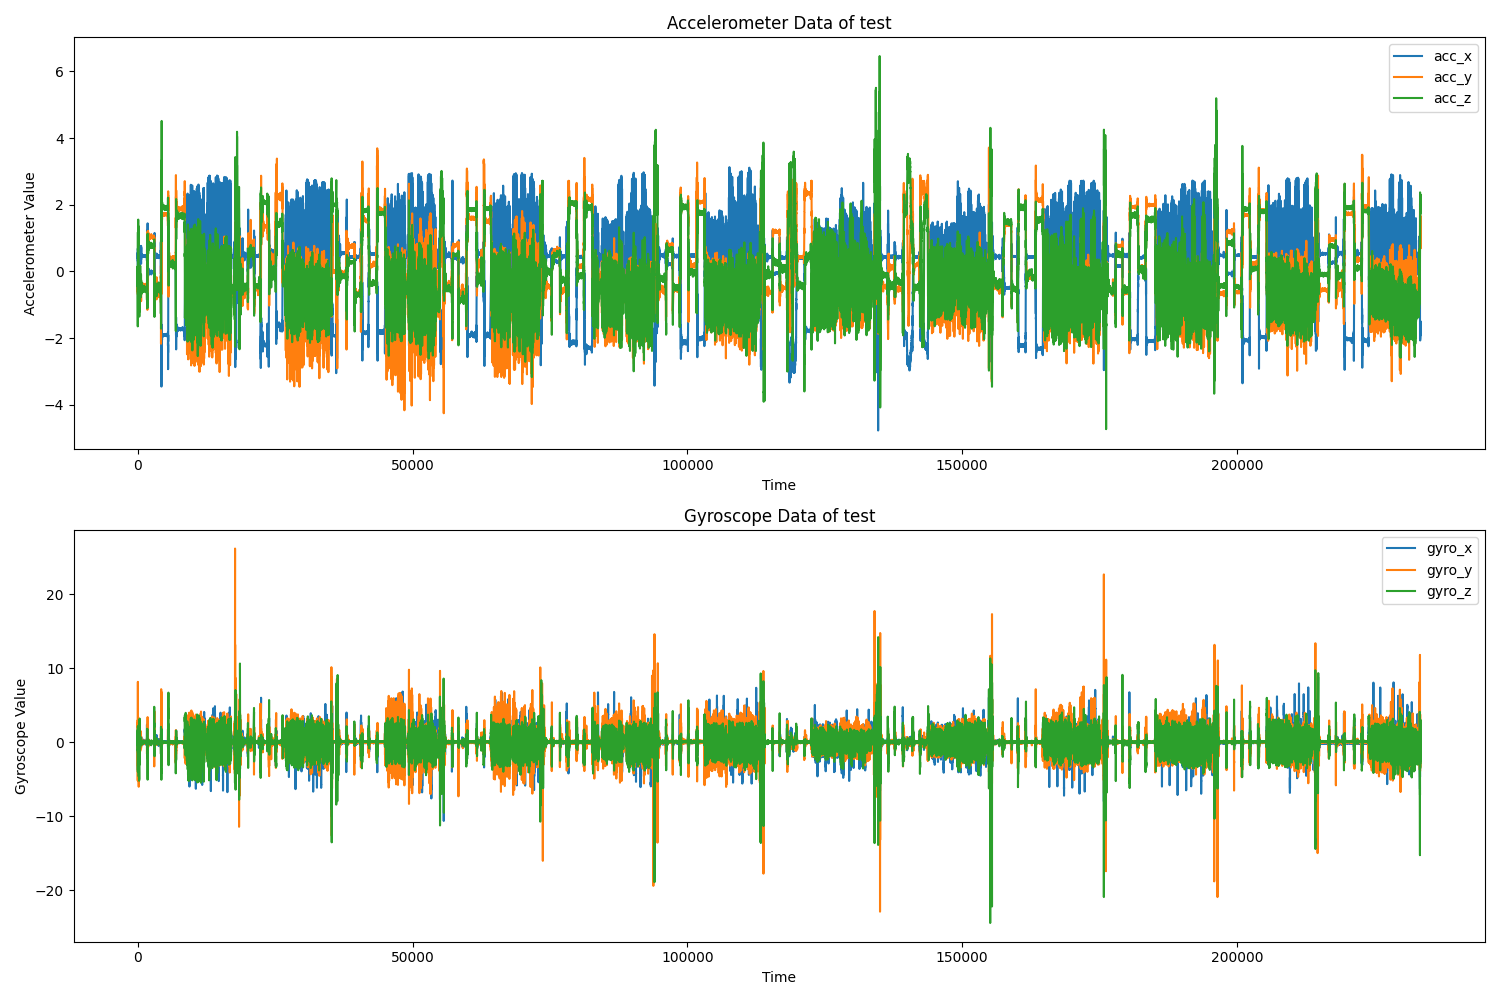 Accelerometer Data of test
Accelerometer Value
6
4
2
0
−2
−4
acc_x
acc_y
acc_z
0
50000
100000
150000
200000
Time
Gyroscope Data of test
Gyroscope Value
20
10
0
−10
−20
gyro_x
gyro_y
gyro_z
0
50000
100000
150000
200000
Time